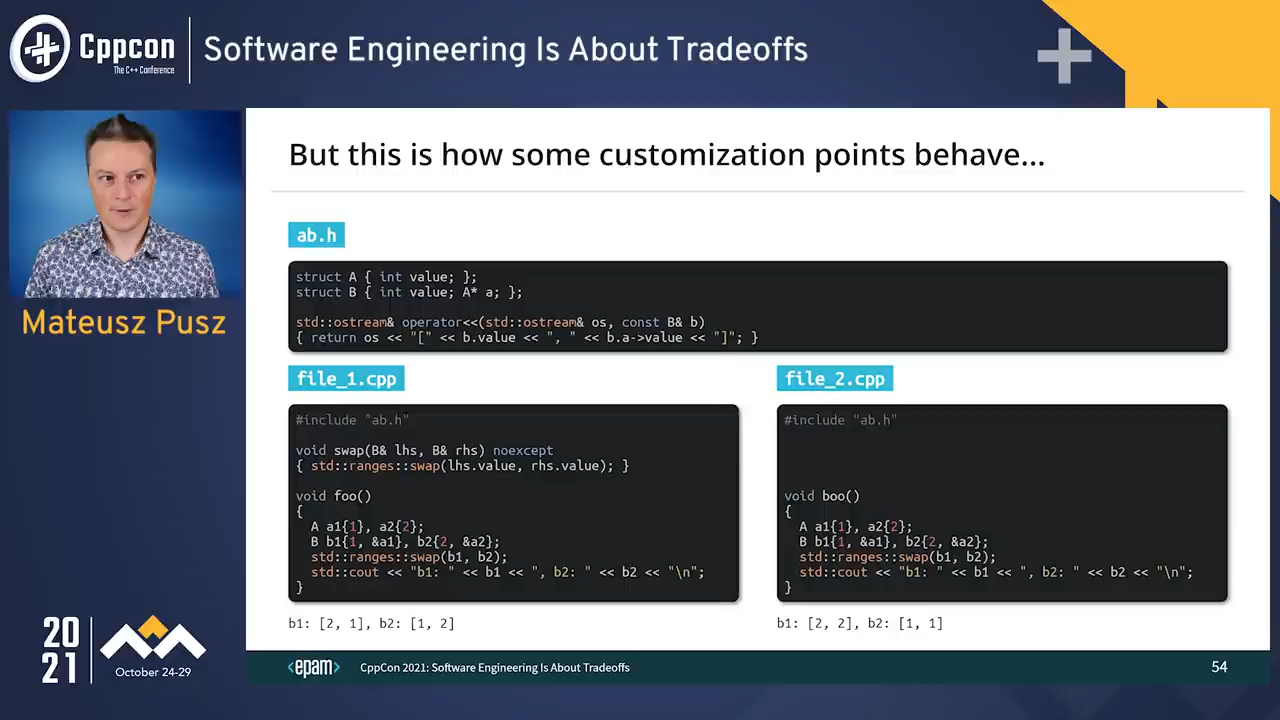 Cppcon
The C++ Conference
Software Engineering Is About Tradeoffs
Mateusz Pusz
But this is how some customization points behave...
ab.h
struct A { int value; };
struct B { int value; A* a; };
std::ostream& operator<<(std::ostream& os, const B& b)
{ return os << "[" << b.value << ", " << b.a->value << "]"; }
file_1.cpp
#include "ab.h"
void swap(B& lhs, B& rhs) noexcept
{ std::ranges::swap(lhs.value, rhs.value); }
void foo()
{
A a1{1}, a2{2};
B b1{1, &a1}, b2{2, &a2};
std::ranges::swap(b1, b2);
std::cout << "b1: " << b1 << ", b2: " << b2 << "\n";
}
b1: [2, 1], b2: [1, 2]
file_2.cpp
#include "ab.h"
void boo()
{
A a1{1}, a2{2};
B b1{1, &a1}, b2{2, &a2};
std::ranges::swap(b1, b2);
std::cout << "b1: " << b1 << ", b2: " << b2 << "\n";
}
b1: [2, 2], b2: [1, 1]
20
21
October 24-29
<epam>
CppCon 2021: Software Engineering Is About Tradeoffs
54